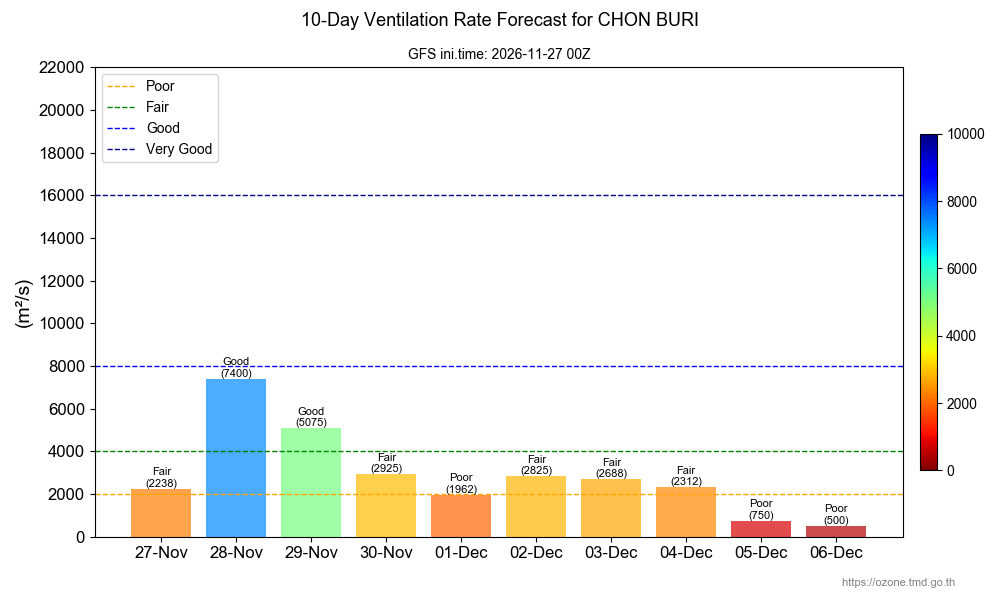 10-Day Ventilation Rate Forecast for CHON BURI
GFS ini.time: 2026-11-27 00Z
22000
20000
18000
16000
14000
12000
10000
8000
6000
4000
2000
0
(m²/s)
Poor
Fair
Good
Very Good
Fair
(2238)
Good
(7400)
Good
(5075)
Fair
(2925)
Poor
(1962)
Fair
(2825)
Fair
(2688)
Fair
(2312)
Poor
(750)
Poor
(500)
27-Nov 28-Nov 29-Nov 30-Nov 01-Dec 02-Dec 03-Dec 04-Dec 05-Dec 06-Dec
10000
8000
6000
4000
2000
0
https://ozone.tmd.go.th